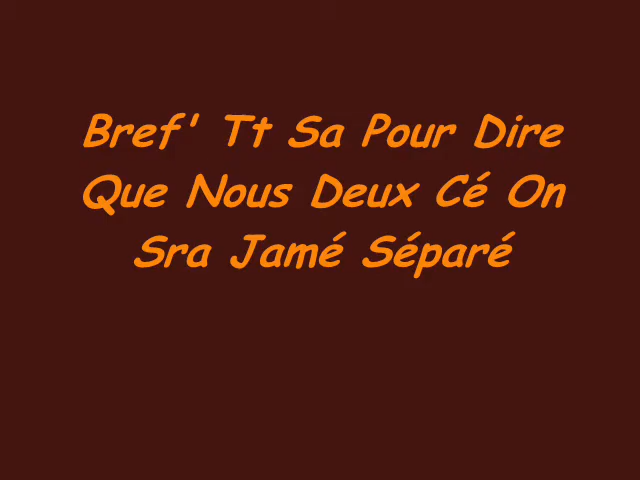 Bref' Tt Sa Pour Dire
Que Nous Deux Cé On
Sra Jamé Séparé